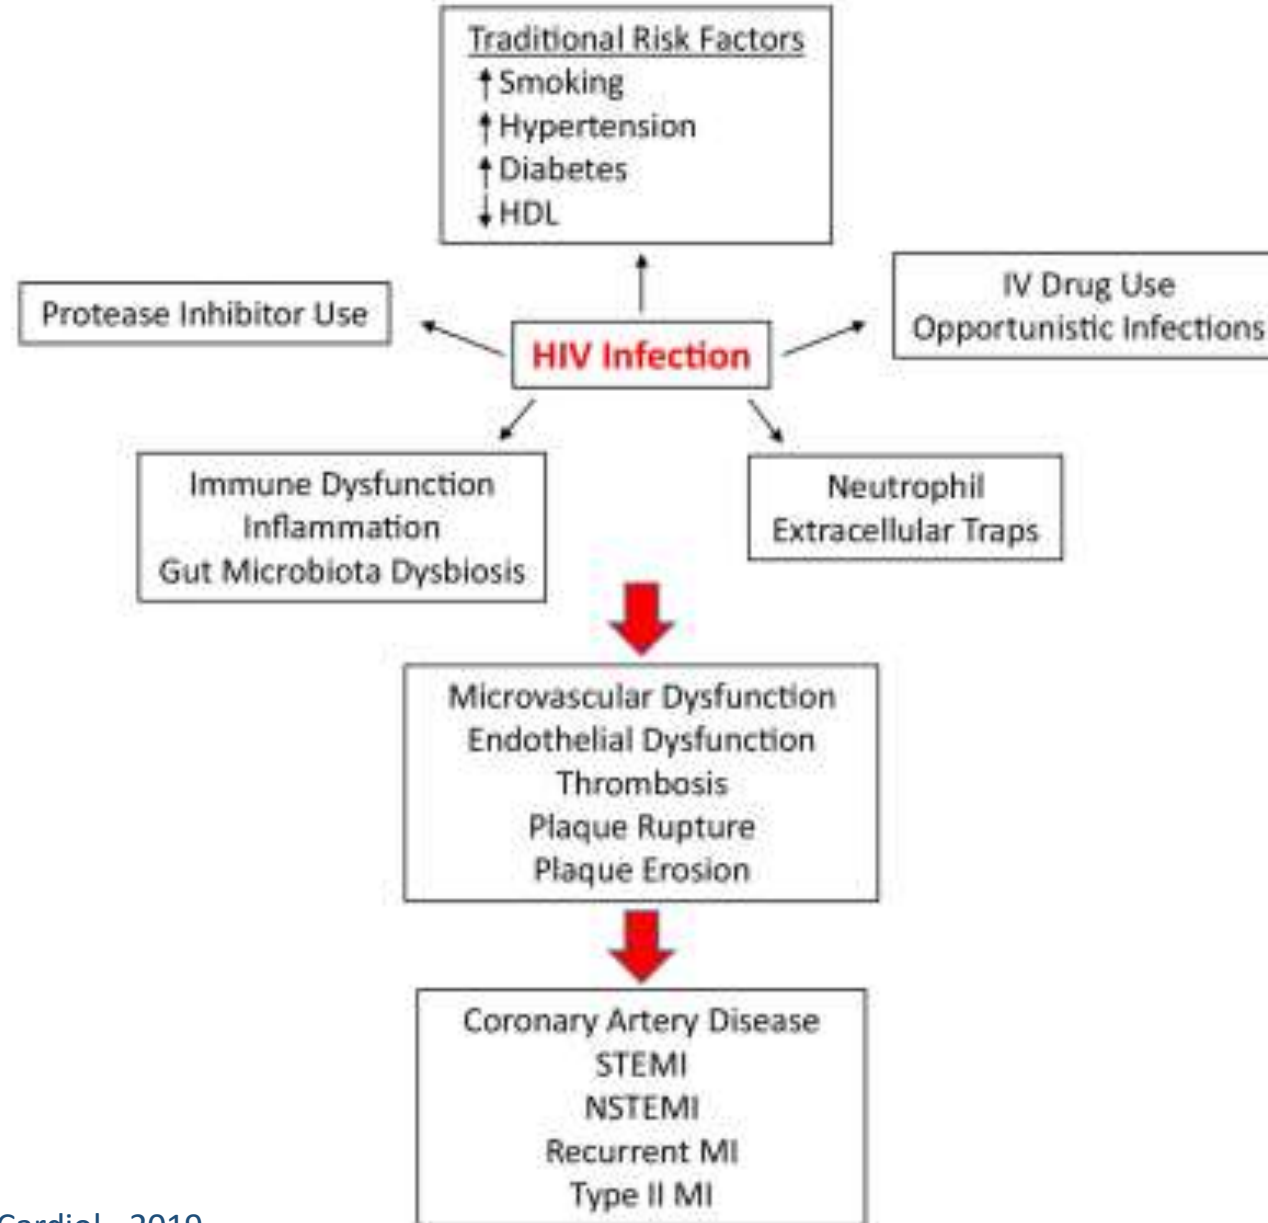 Traditional Risk Factors
↑Smoking
↑Hypertension
↑Diabetes
↓HDL
Protease Inhibitor Use
HIV Infection
IV Drug Use
Opportunistic Infections
Immune Dysfunction
Inflammation
Gut Microbiota Dysbiosis
Neutrophil
Extracellular Traps
Microvascular Dysfunction
Endothelial Dysfunction
Thrombosis
Plaque Rupture
Plaque Erosion
Coronary Artery Disease
STEMI
NSTEMI
Recurrent MI
Type II MI